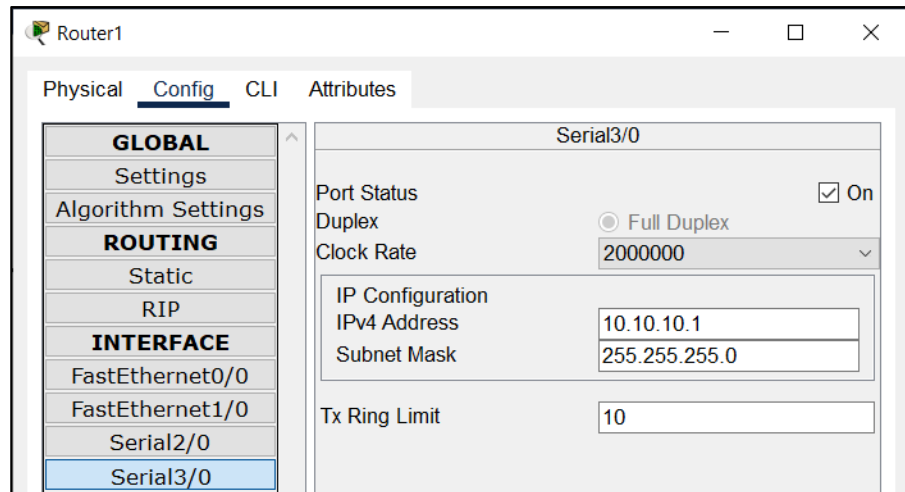 Router1
Physical Config CLI Attributes
GLOBAL
Settings
Algorithm Settings
ROUTING
Static
RIP
INTERFACE
FastEthernet0/0
FastEthernet1/0
Serial2/0
Serial3/0
Serial3/0
Port Status On
Duplex Full Duplex
Clock Rate 2000000
IP Configuration
IPv4 Address 10.10.10.1
Subnet Mask 255.255.255.0
Tx Ring Limit 10